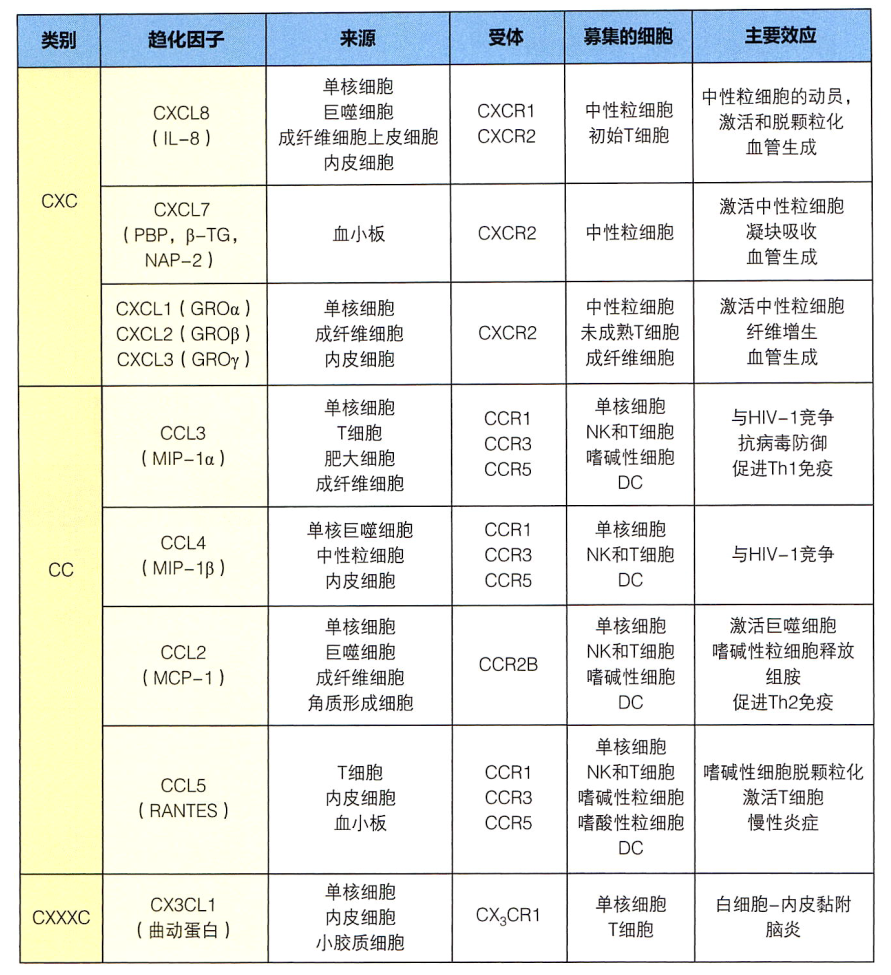 类别 趋化因子 来源 受体 募集的细胞 主要效应
CXC
CXCL8
（IL-8）
单核细胞
巨噬细胞
成纤维细胞上皮细胞
内皮细胞
CXCR1
CXCR2
中性粒细胞
初始T细胞
中性粒细胞的动员，
激活和脱颗粒化
血管生成
CXCL7
（PBP，β-TG，
NAP-2）
血小板
CXCR2
中性粒细胞
激活中性粒细胞
凝块吸收
血管生成
CXCL1（GROα）
CXCL2（GROβ）
CXCL3（GROγ）
单核细胞
成纤维细胞
内皮细胞
CXCR2
中性粒细胞
未成熟T细胞
成纤维细胞
激活中性粒细胞
纤维增生
血管生成
CC
CCL3
（MIP-1α）
单核细胞
T细胞
肥大细胞
成纤维细胞
CCR1
CCR3
CCR5
单核细胞
NK和T细胞
嗜碱性细胞
DC
与HIV-1竞争
抗病毒防御
促进Th1免疫
CCL4
（MIP-1β）
单核巨噬细胞
中性粒细胞
内皮细胞
CCR1
CCR3
CCR5
单核细胞
NK和T细胞
DC
与HIV-1竞争
CCL2
（MCP-1）
单核细胞
巨噬细胞
成纤维细胞
角质形成细胞
CCR2B
单核细胞
NK和T细胞
嗜碱性细胞
DC
激活巨噬细胞
嗜碱性粒细胞释放
组胺
促进Th2免疫
CCL5
（RANTES）
T细胞
内皮细胞
血小板
CCR1
CCR3
CCR5
单核细胞
NK和T细胞
嗜碱性粒细胞
嗜酸性粒细胞
DC
嗜碱性细胞脱颗粒化
激活T细胞
慢性炎症
CXXXC
CX3CL1
（曲动蛋白）
单核细胞
内皮细胞
小胶质细胞
CX₃CR1
单核细胞
T细胞
白细胞-内皮黏附
脑炎